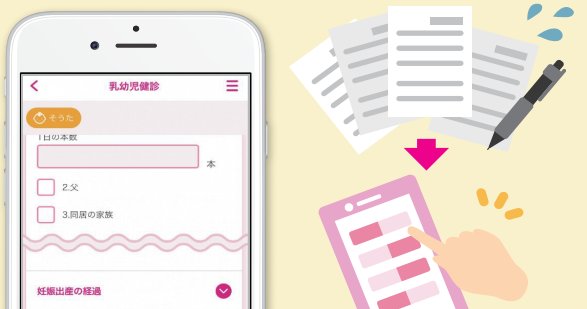 乳幼児健診
そうた
1日の本数
本
2.父
3.同居の家族
妊娠出産の経過